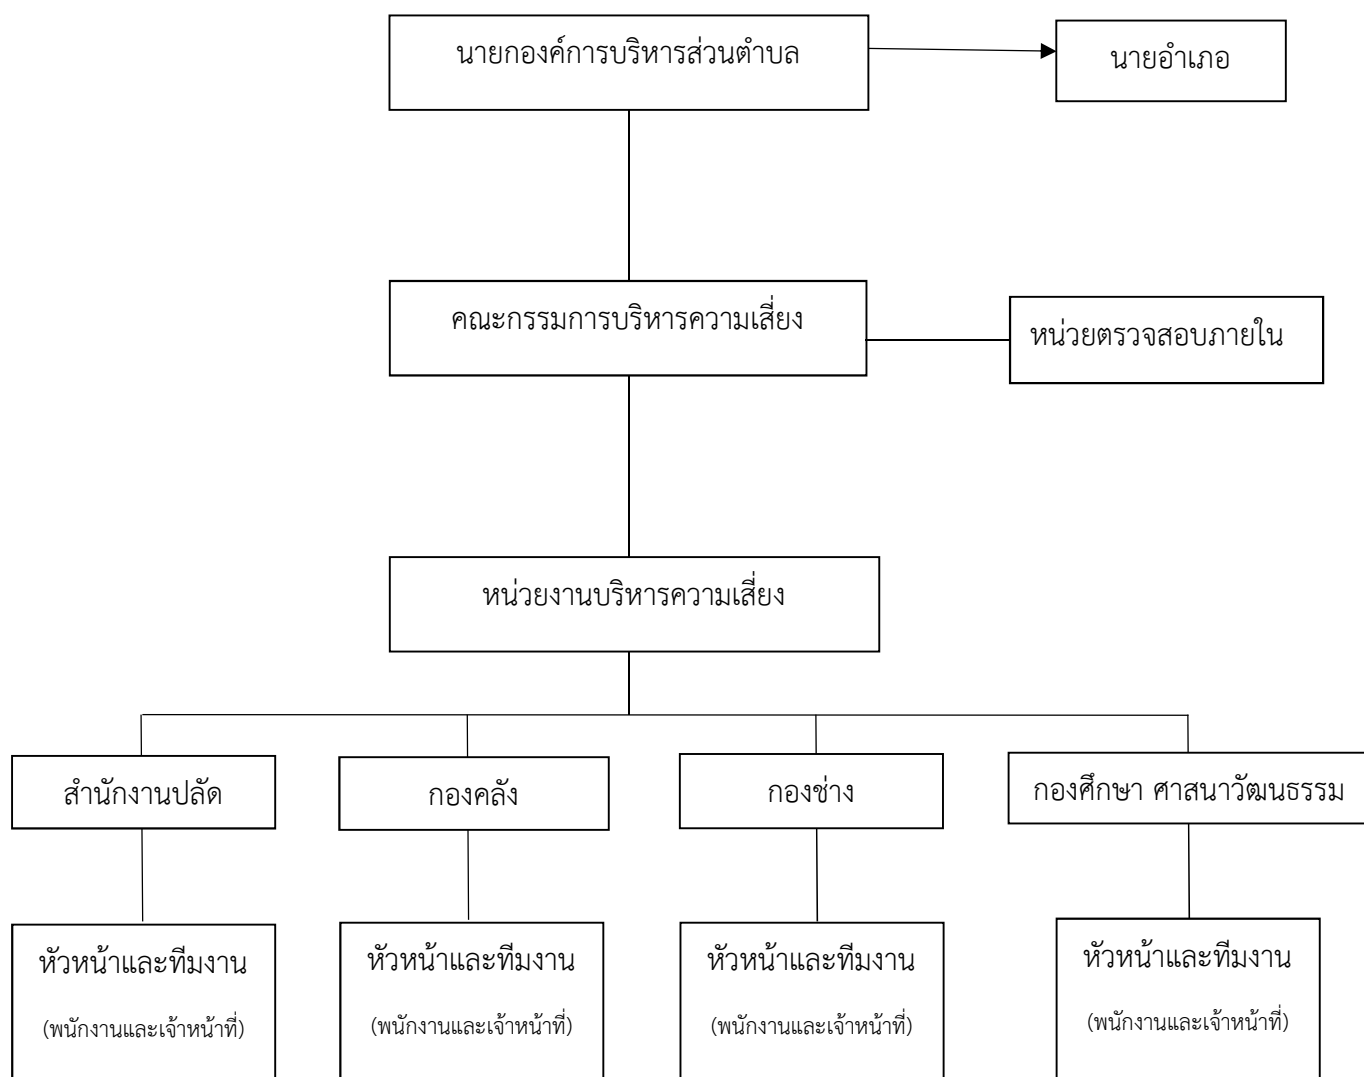 นายกองค์การบริหารส่วนตำบล
นายอำเภอ
คณะกรรมการบริหารความเสี่ยง
หน่วยตรวจสอบภายใน
หน่วยงานบริหารความเสี่ยง
สำนักงานปลัด
กองคลัง
กองช่าง
กองศึกษา ศาสนาวัฒนธรรม
หัวหน้าและทีมงาน
(พนักงานและเจ้าหน้าที่)
หัวหน้าและทีมงาน
(พนักงานและเจ้าหน้าที่)
หัวหน้าและทีมงาน
(พนักงานและเจ้าหน้าที่)
หัวหน้าและทีมงาน
(พนักงานและเจ้าหน้าที่)